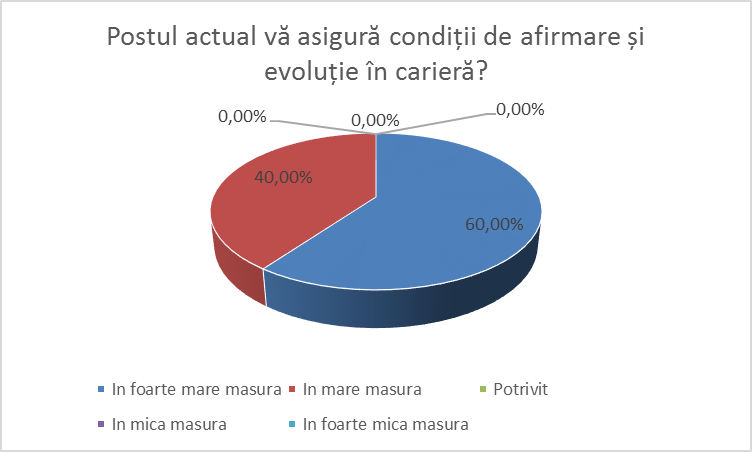 Postul actual vă asigură condiții de afirmare și
evoluție în carieră?
0,00%
0,00%
0,00%
40,00%
60,00%
In foarte mare masura
In mare masura
Potrivit
In mica masura
In foarte mica masura